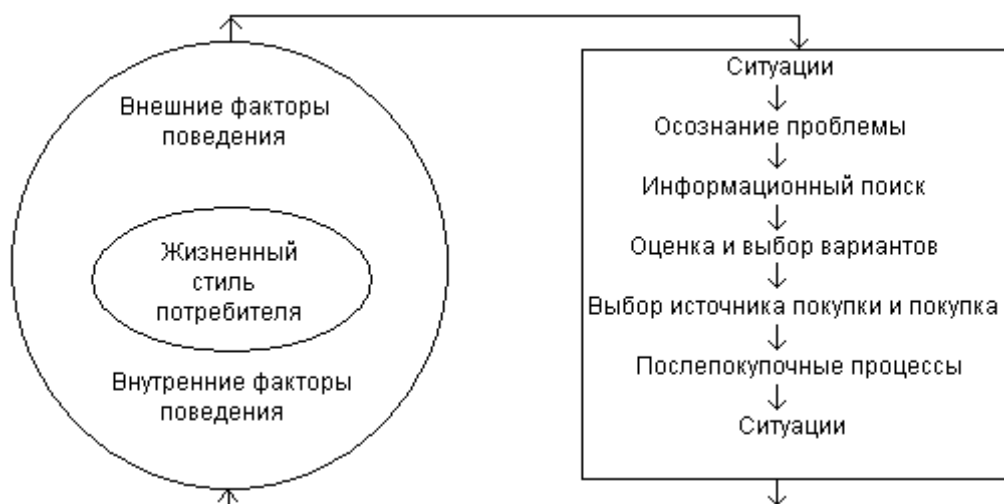 Внешние факторы
поведения
Жизненный
стиль
потребителя
Внутренние факторы
поведения
Ситуации
Осознание проблемы
Информационный поиск
Оценка и выбор вариантов
Выбор источника покупки и покупка
Послепокупочные процессы
Ситуации